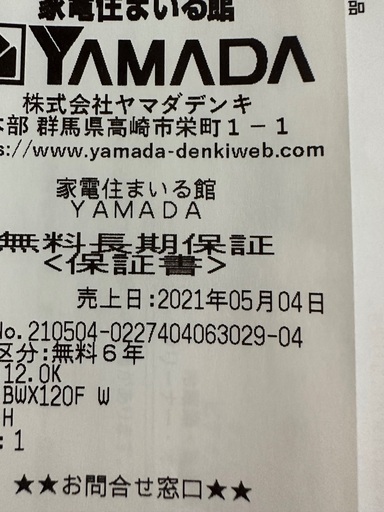 家電住まいる館
YAMADA
株式会社ヤマダデンキ
本部 群馬県高崎市栄町1-1
s://www.yamada-denkiweb.com
家電住まいる館
YAMADA
無料長期保証
<保証書>
売上日:2021年05月04日
No.210504-0227404063029-04
区分:無料6年
12.0K
BWX120F W
H
:1
★★お問合せ窓口★★
品